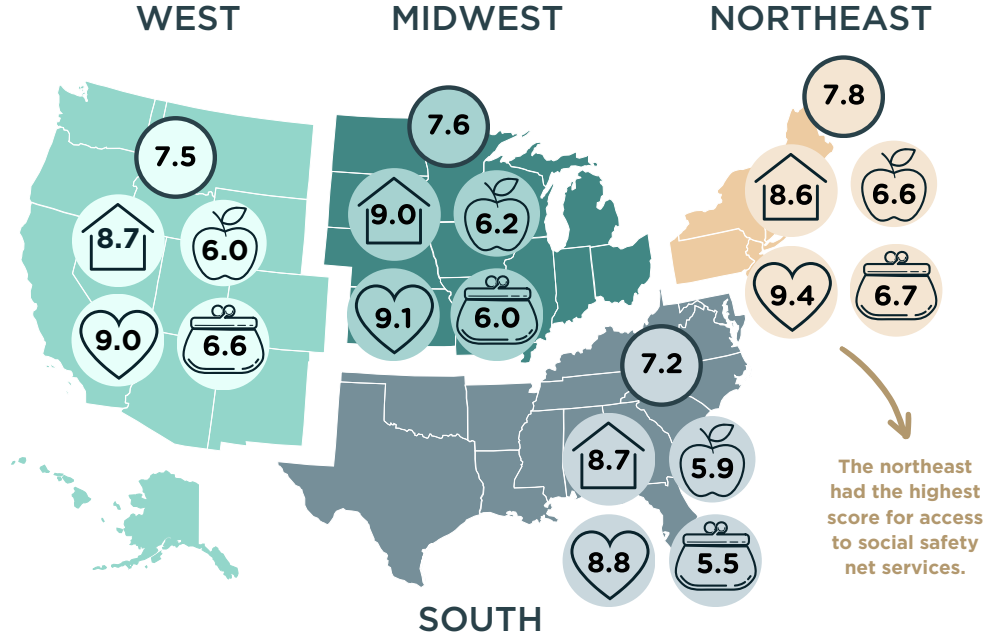 WEST
7.5
8.7
6.0
9.0
6.6
MIDWEST
7.6
9.0
6.2
9.1
6.0
NORTHEAST
7.8
8.6
6.6
9.4
6.7
7.2
8.7
5.9
8.8
5.5
SOUTH
The northeast
had the highest
score for access
to social safety
net services.